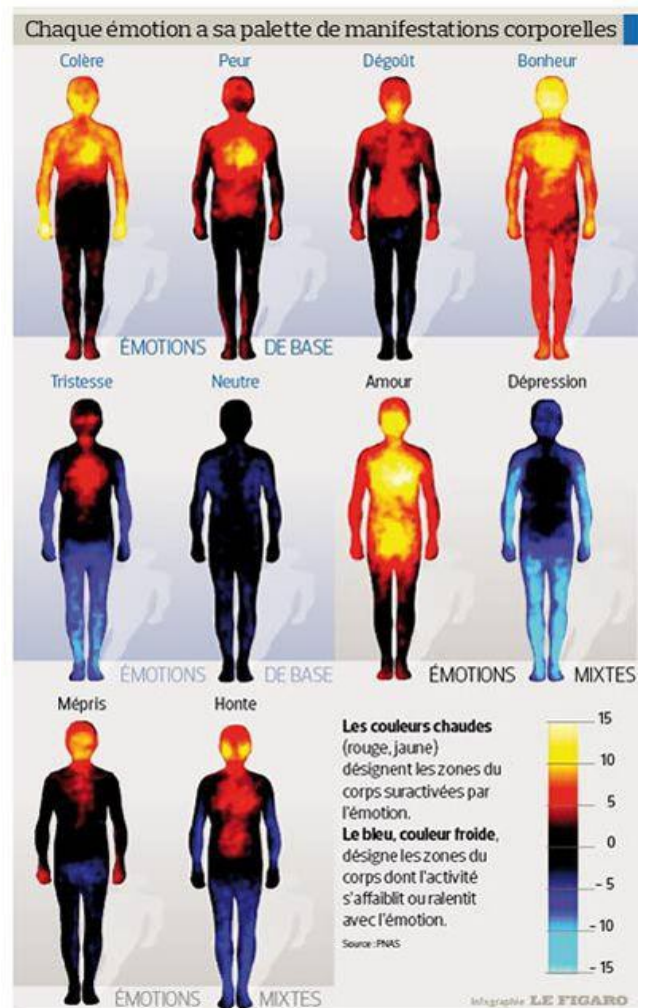 Chaque émotion a sa palette de manifestations corporelles
Colère Peur Dégoût Bonheur
ÉMOTIONS DE BASE
Tristesse Neutre Amour Dépression
ÉMOTIONS DE BASE ÉMOTIONS MIXTES
Mépris Honte
Les couleurs chaudes
(rouge, jaune)
désignent les zones du
corps suractivées par
l'émotion.
Le bleu, couleur froide,
désigne les zones du
corps dont l'activité
s'affaiblit ou ralentit
avec l'émotion.
Source : PNAS
15
10
5
0
- 5
- 10
- 15
ÉMOTIONS MIXTES
Infographie LE FIGARO